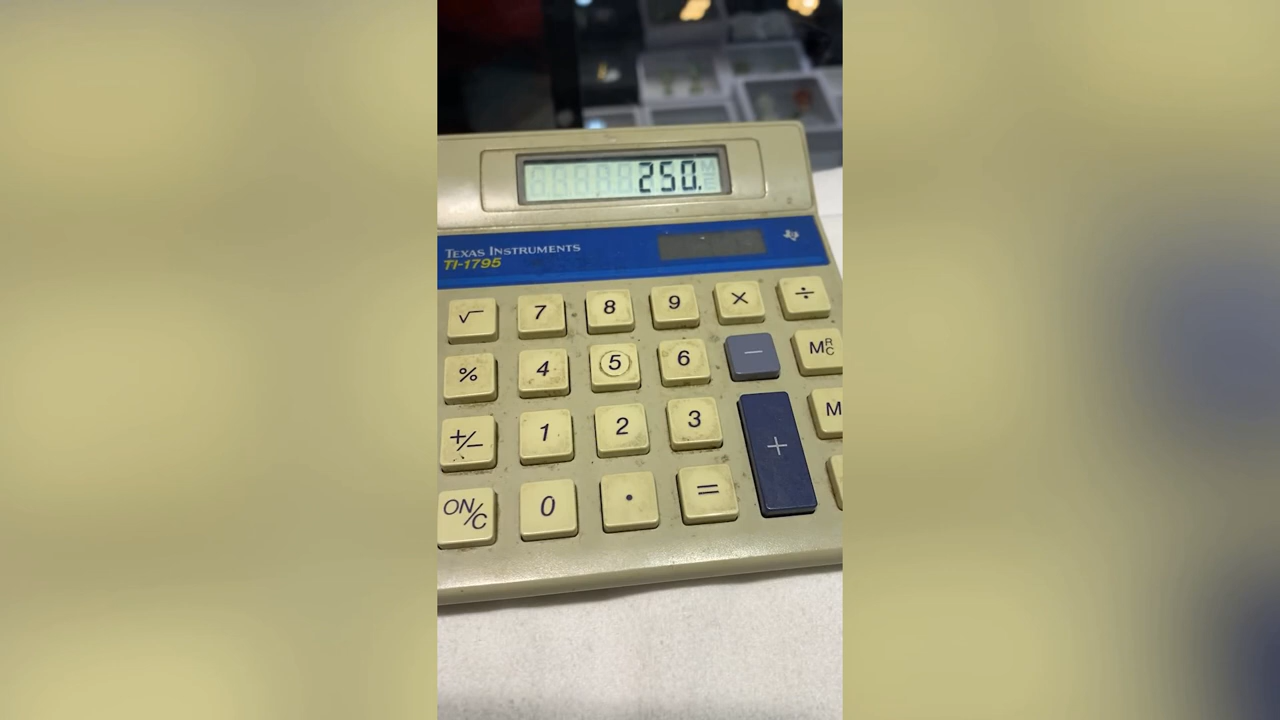 250.
TEXAS INSTRUMENTS
TI-1795
√ 7 8 9 × ÷
% 4 5 6 − MRC
+/− 1 2 3 + M
ON/C 0 . =